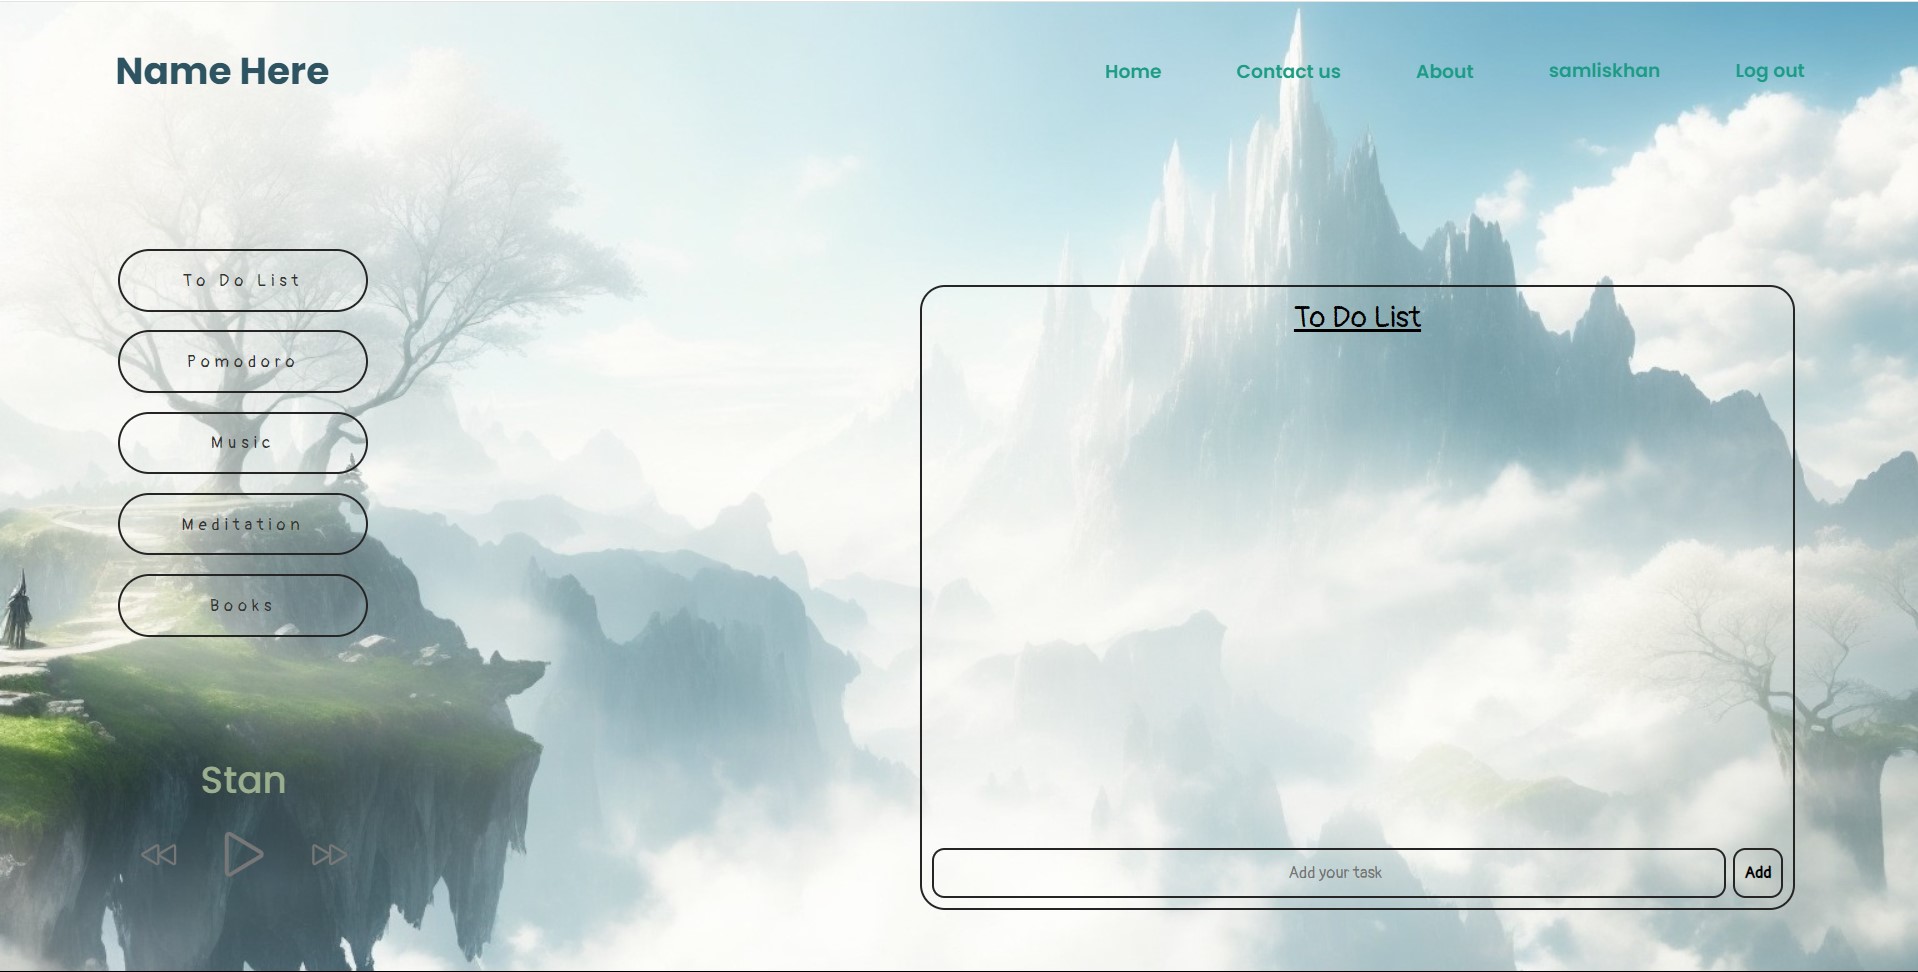 Name Here
Home
Contact us
About
samliskhan
Log out
To Do List
Pomodoro
Music
Meditation
Books
Stan
To Do List
Add your task
Add